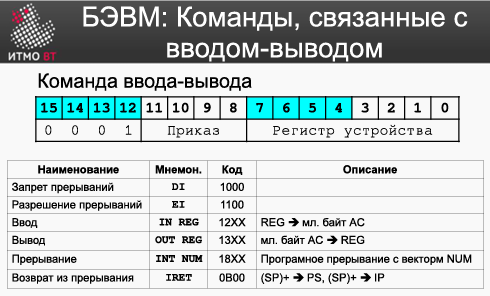 БЭВМ: Команды, связанные с
вводом-выводом
ИТМО ВТ
Команда ввода-вывода
15 14 13 12 11 10 9 8 7 6 5 4 3 2 1 0
0 0 0 1 Приказ Регистр устройства
Наименование Мнемон. Код Описание
Запрет прерываний DI 1000
Разрешение прерываний EI 1100
Ввод IN REG 12XX REG ➔ мл. байт AC
Вывод OUT REG 13XX мл. байт AC ➔ REG
Прерывание INT NUM 18XX Програмное прерывание с вектором NUM
Возврат из прерывания IRET 0B00 (SP)+ ➔ PS, (SP)+ ➔ IP